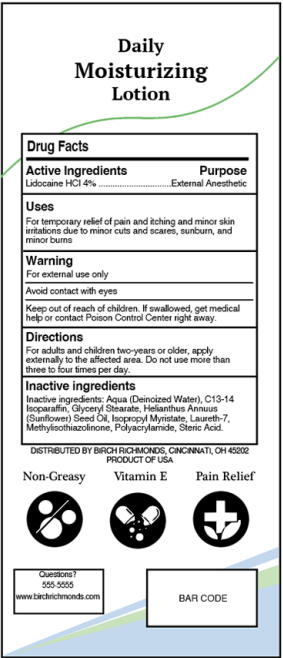 Daily
Moisturizing
Lotion
Drug Facts
Active Ingredients Purpose
Lidocaine HCl 4% ................................External Anesthetic
Uses
For temporary relief of pain and itching and minor skin
irritations due to minor cuts and scares, sunburn, and
minor burns
Warning
For external use only
Avoid contact with eyes
Keep out of reach of children. If swallowed, get medical
help or contact Poison Control Center right away.
Directions
For adults and children two-years or older, apply
externally to the affected area. Do not use more than
three to four times per day.
Inactive ingredients
Inactive ingredients: Aqua (Deinoized Water), C13-14
Isoparaffin, Glyceryl Stearate, Helianthus Annuus
(Sunflower) Seed Oil, Isopropyl Myristate, Laureth-7,
Methylisothiazolinone, Polyacrylamide, Steric Acid.
DISTRIBUTED BY BIRCH RICHMONDS, CINCINNATI, OH 45202
PRODUCT OF USA
Non-Greasy Vitamin E Pain Relief
Questions?
555-5555
www.birchrichmonds.com
BAR CODE